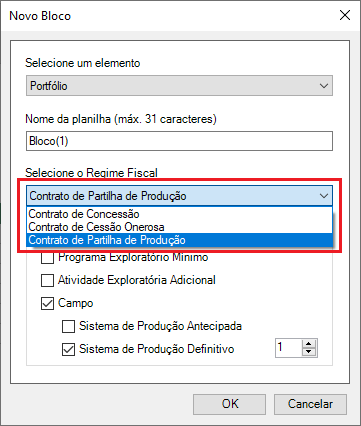 Novo Bloco
Selecione um elemento
Portfólio
Nome da planilha (máx. 31 caracteres)
Bloco(1)
Selecione o Regime Fiscal
Contrato de Partilha de Produção
Contrato de Concessão
Contrato de Cessão Onerosa
Contrato de Partilha de Produção
Programa Exploratório Mínimo
Atividade Exploratória Adicional
Campo
Sistema de Produção Antecipada
Sistema de Produção Definitivo 1
OK Cancelar